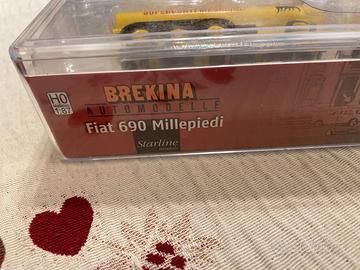 H0
1:87
BREKINA
AUTOMODELLE
Fiat 690 Millepiedi
Starline